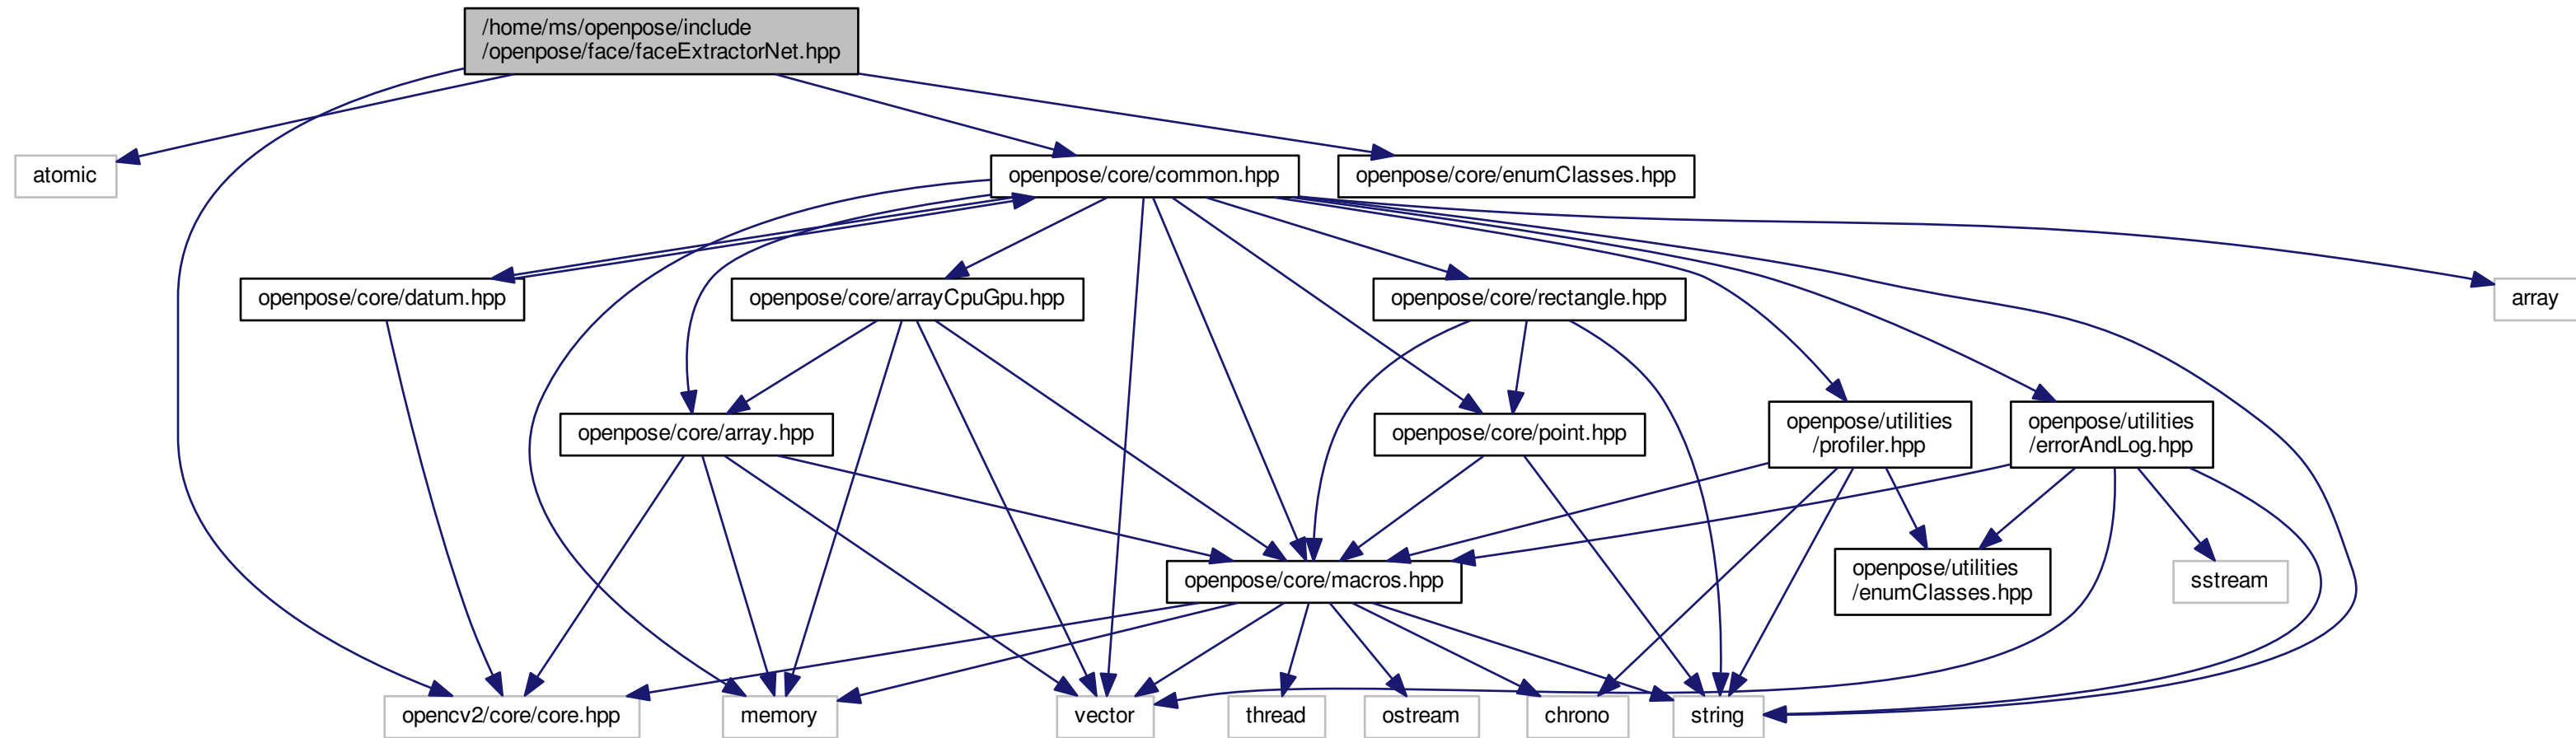 /home/ms/openpose/include
/openpose/face/faceExtractorNet.hpp
atomic
openpose/core/common.hpp
openpose/core/enumClasses.hpp
openpose/core/datum.hpp
openpose/core/arrayCpuGpu.hpp
openpose/core/rectangle.hpp
array
openpose/core/array.hpp
openpose/core/point.hpp
openpose/utilities
/profiler.hpp
openpose/utilities
/errorAndLog.hpp
openpose/core/macros.hpp
openpose/utilities
/enumClasses.hpp
sstream
opencv2/core/core.hpp
memory
vector
thread
ostream
chrono
string